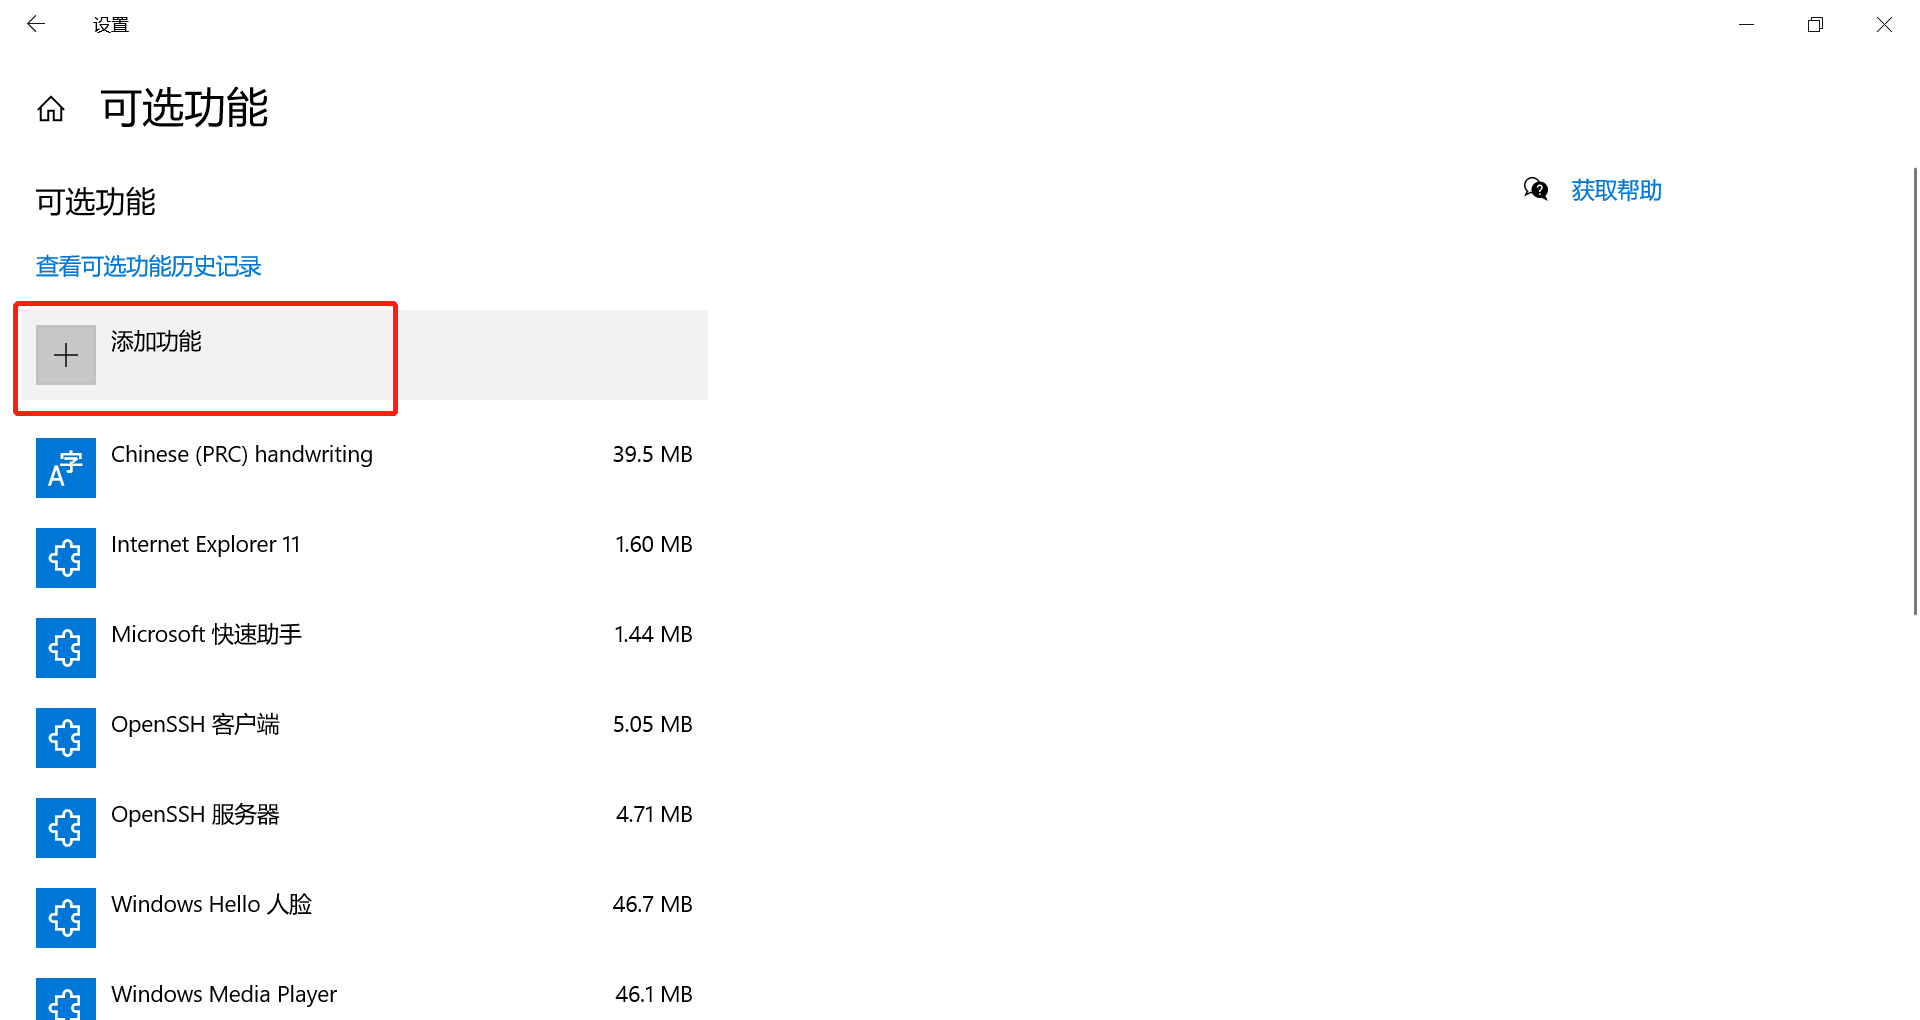 设置
可选功能
可选功能
获取帮助
查看可选功能历史记录
添加功能
Chinese (PRC) handwriting 39.5 MB
Internet Explorer 11 1.60 MB
Microsoft 快速助手 1.44 MB
OpenSSH 客户端 5.05 MB
OpenSSH 服务器 4.71 MB
Windows Hello 人脸 46.7 MB
Windows Media Player 46.1 MB